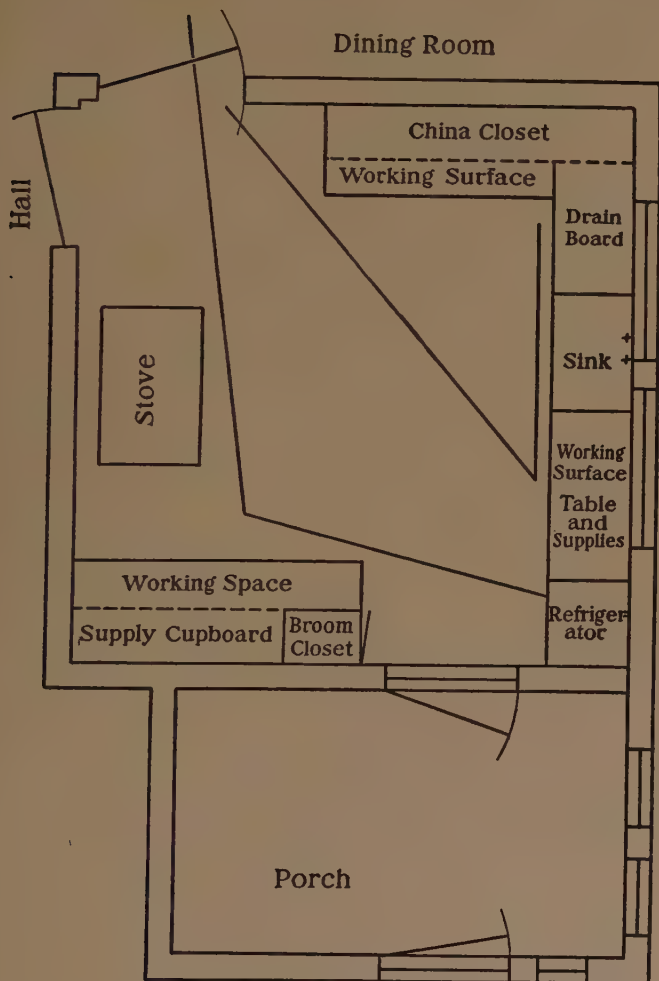 Dining Room
China Closet
Working Surface
Hall
Drain
Board
Stove
Sink
Working
Surface
Table
and
Supplies
Working Space
Supply Cupboard
Broom
Closet
Refriger-
ator
Porch